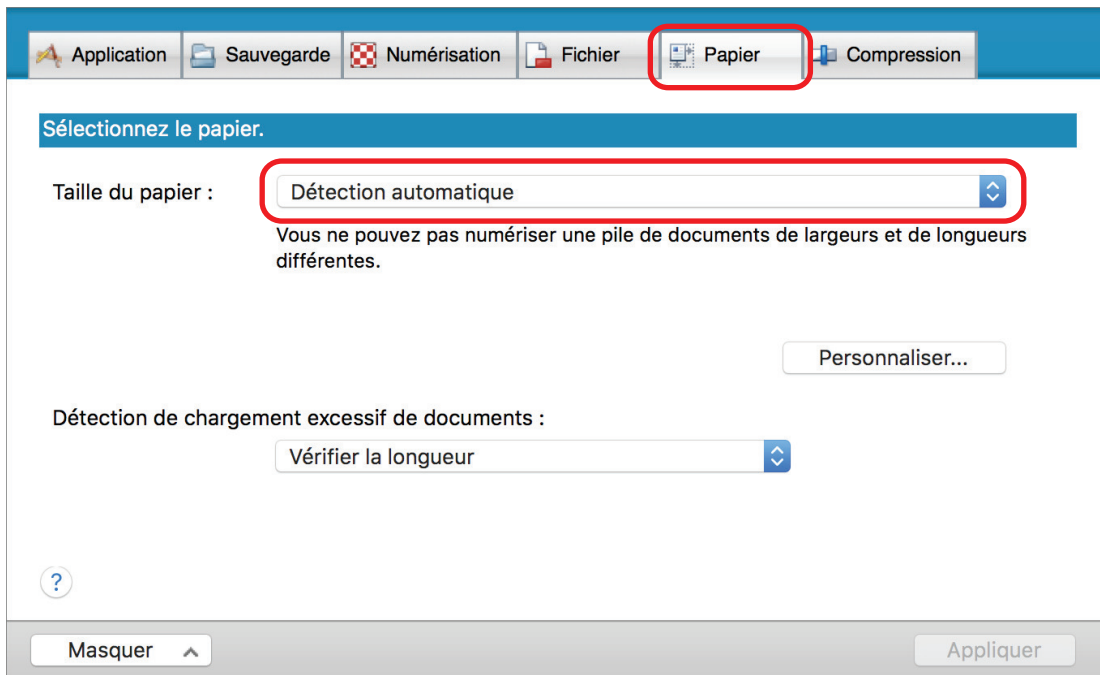 Application Sauvegarde Numérisation Fichier Papier Compression
Sélectionnez le papier.
Taille du papier : Détection automatique
Vous ne pouvez pas numériser une pile de documents de largeurs et de longueurs
différentes.
Personnaliser...
Détection de chargement excessif de documents :
Vérifier la longueur
?
Masquer Appliquer